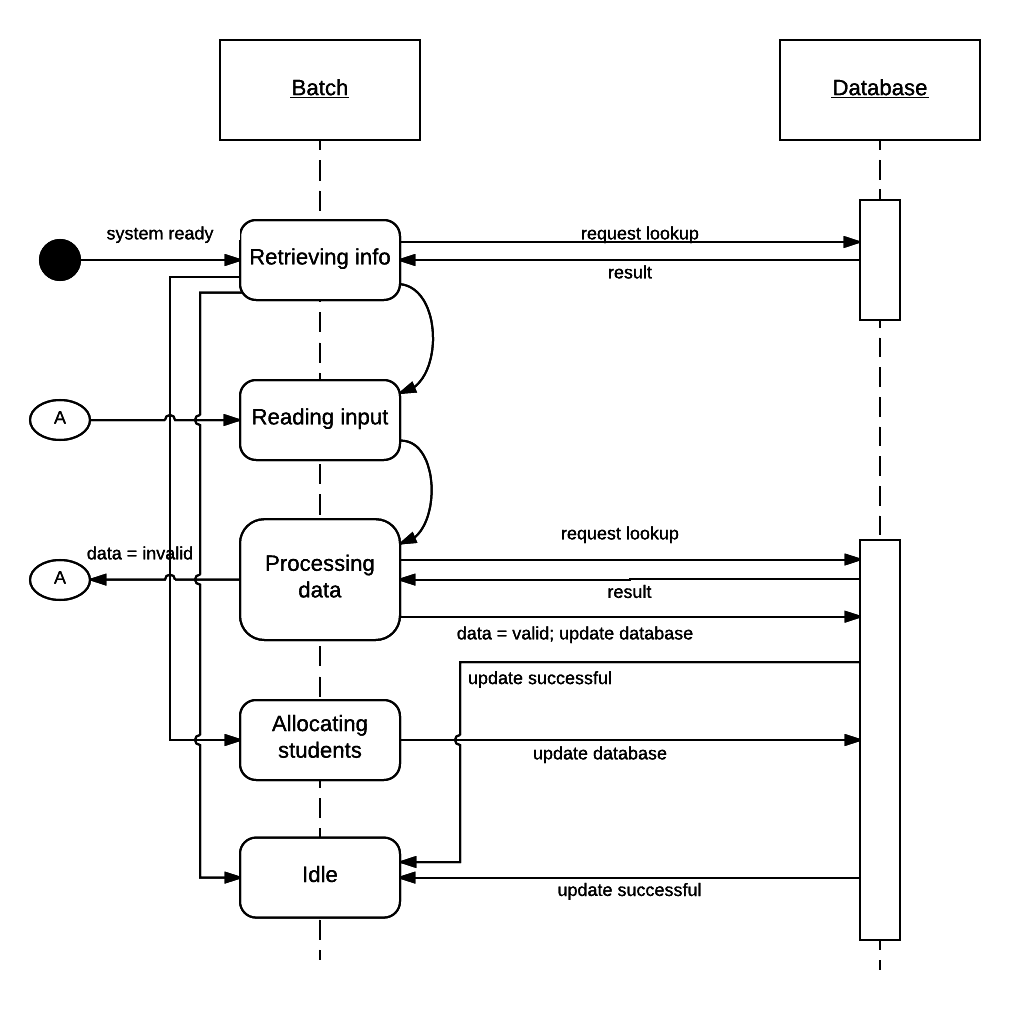 Batch
Database
system ready
request lookup
Retrieving info
result
A
Reading input
request lookup
data = invalid
Processing
data
A
result
data = valid; update database
update successful
Allocating
students
update database
Idle
update successful